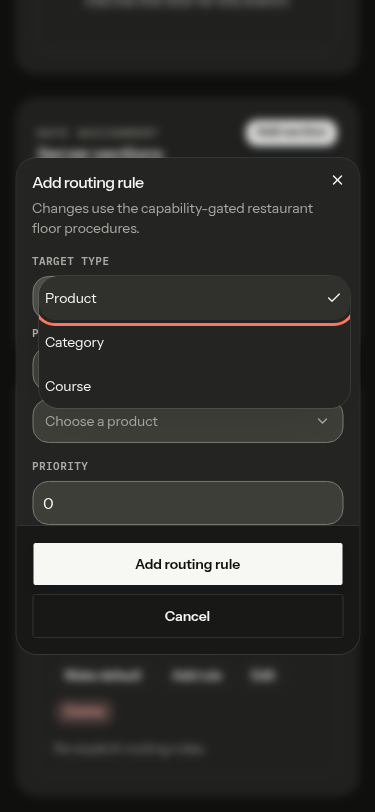 Add routing rule
Changes use the capability-gated restaurant
floor procedures.
TARGET TYPE
Product
P
Category
Course
Choose a product
PRIORITY
0
Add routing rule
Cancel